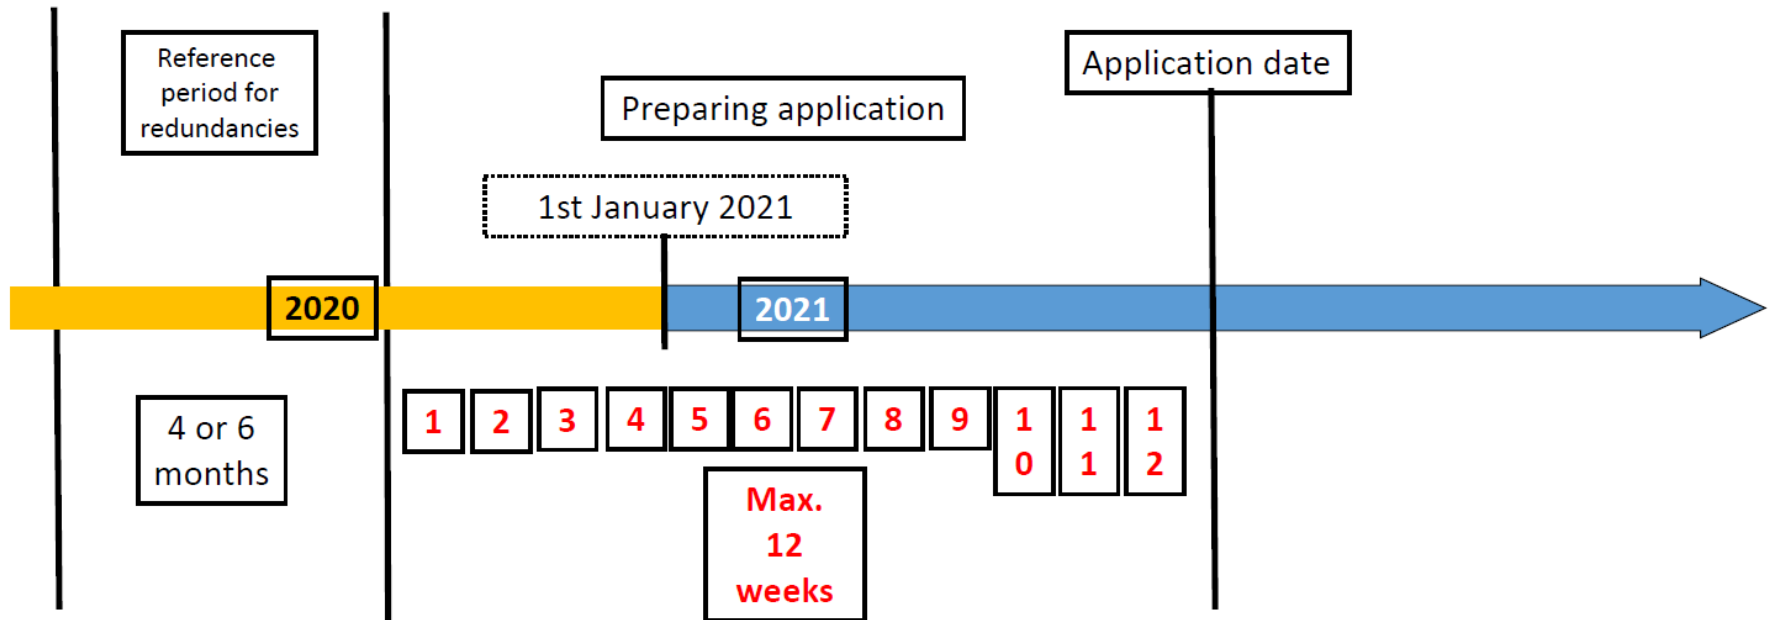 Reference
period for
redundancies
Preparing application
Application date
1st January 2021
2020
2021
4 or 6
months
1
2
3
4
5
6
7
8
9
1
0
1
1
1
2
Max.
12
weeks